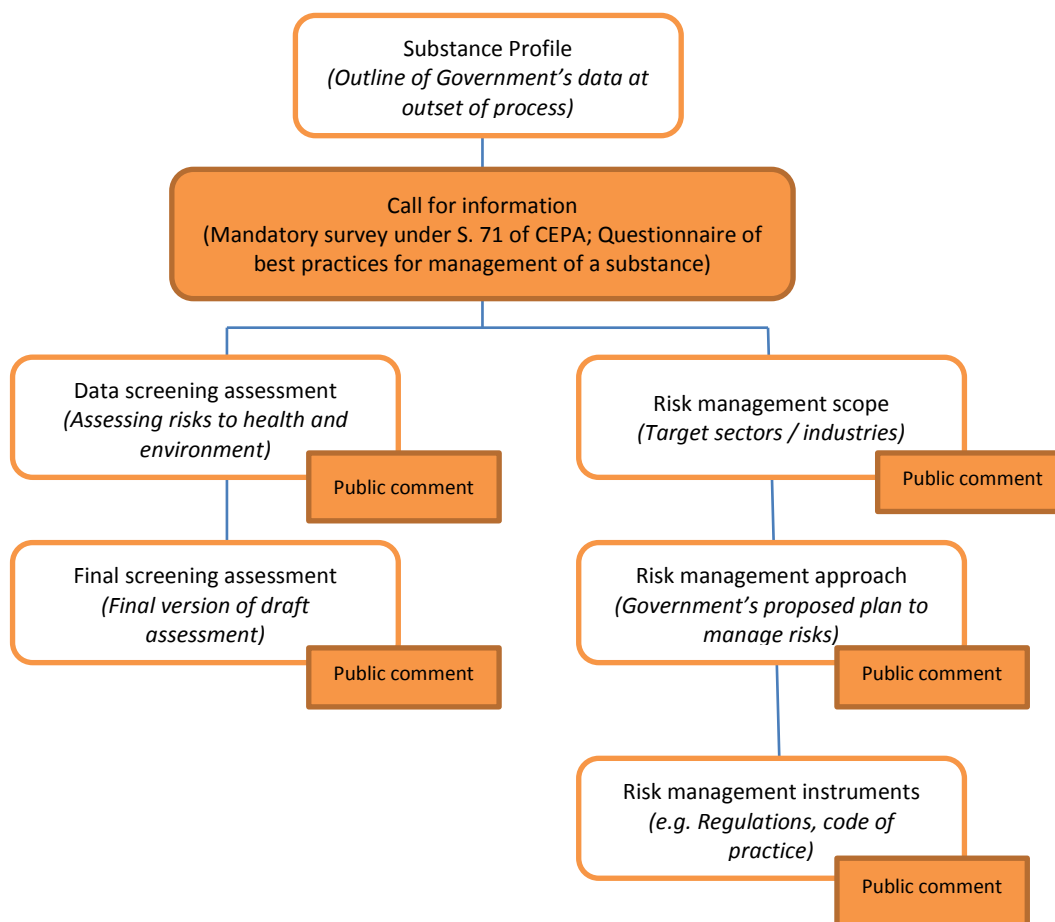 Substance Profile
(Outline of Government's data at
outset of process)
Call for information
(Mandatory survey under S. 71 of CEPA; Questionnaire of
best practices for management of a substance)
Data screening assessment
(Assessing risks to health and
environment)
Public comment
Risk management scope
(Target sectors / industries)
Public comment
Final screening assessment
(Final version of draft
assessment)
Public comment
Risk management approach
(Government's proposed plan to
manage risks)
Public comment
Risk management instruments
(e.g. Regulations, code of
practice)
Public comment